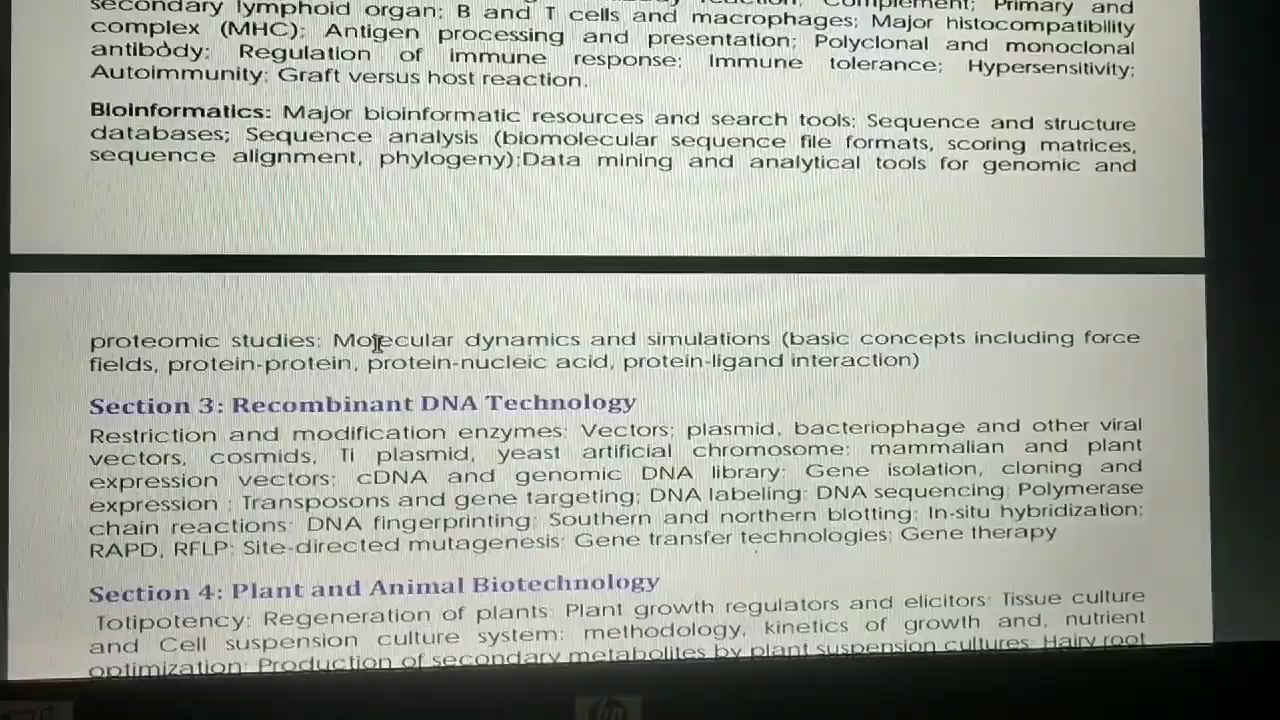 secondary lymphoid organ; B and T cells and macrophages; Major histocompatibility
complex (MHC); Antigen processing and presentation; Polyclonal and monoclonal
antibody; Regulation of immune response; Immune tolerance; Hypersensitivity;
Autoimmunity; Graft versus host reaction.
Bioinformatics: Major bioinformatic resources and search tools; Sequence and structure
databases; Sequence analysis (biomolecular sequence file formats, scoring matrices,
sequence alignment, phylogeny);Data mining and analytical tools for genomic and
proteomic studies; Molecular dynamics and simulations (basic concepts including force
fields, protein-protein, protein-nucleic acid, protein-ligand interaction)
Section 3: Recombinant DNA Technology
Restriction and modification enzymes; Vectors; plasmid, bacteriophage and other viral
vectors, cosmids, Ti plasmid, yeast artificial chromosome; mammalian and plant
expression vectors; cDNA and genomic DNA library; Gene isolation, cloning and
expression ; Transposons and gene targeting; DNA labeling; DNA sequencing; Polymerase
chain reactions; DNA fingerprinting; Southern and northern blotting; In-situ hybridization;
RAPD, RFLP; Site-directed mutagenesis; Gene transfer technologies; Gene therapy
Section 4: Plant and Animal Biotechnology
Totipotency; Regeneration of plants; Plant growth regulators and elicitors; Tissue culture
and Cell suspension culture system: methodology, kinetics of growth and, nutrient
optimization; Production of secondary metabolites by plant suspension cultures; Hairy root
hp